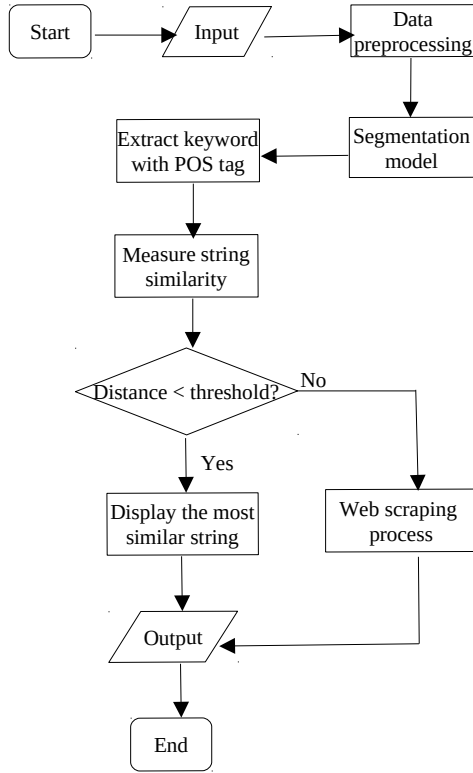 Start
Input
Data
preprocessing
Segmentation
model
Extract keyword
with POS tag
Measure string
similarity
Distance < threshold?
No
Yes
Display the most
similar string
Web scraping
process
Output
End